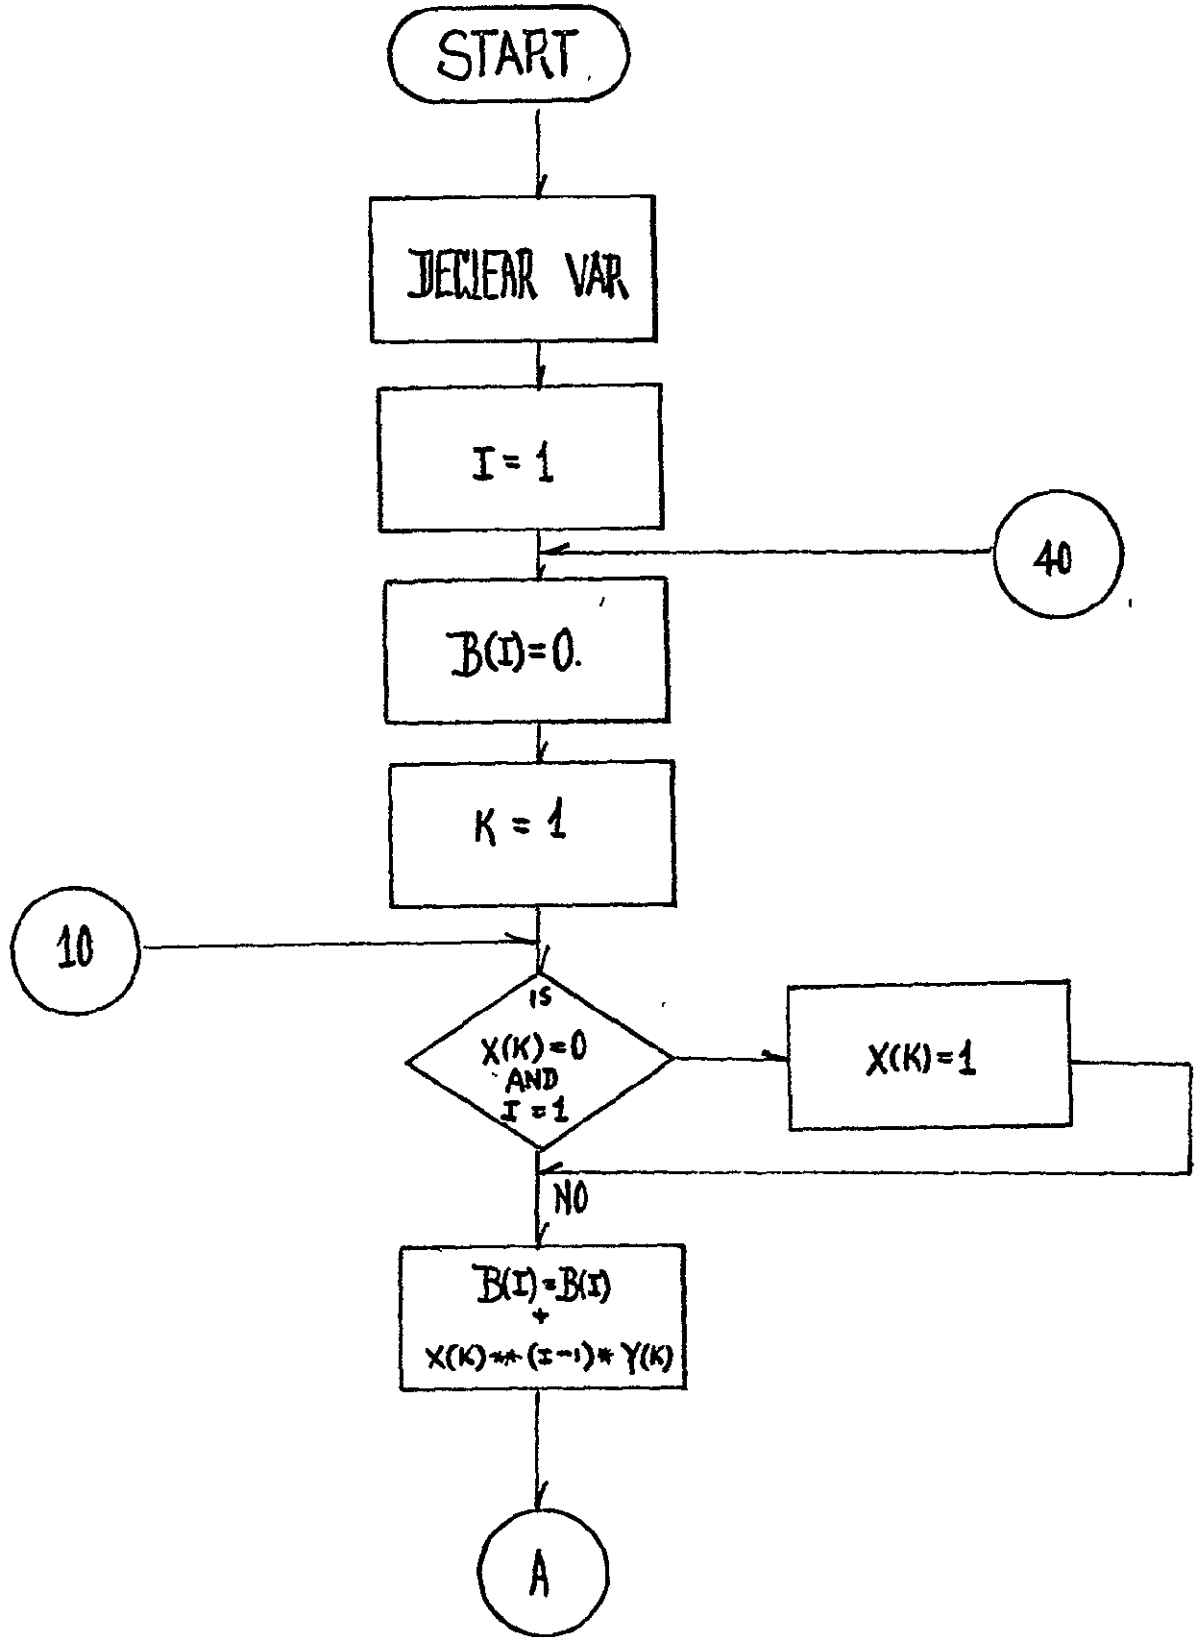 START
DECLEAR VAR
I = 1
40
B(I)=0.
K = 1
10
IS
X(K)=0
AND
I = 1
X(K)=1
NO
B(I)=B(I)
+
X(K)**(I-1)*Y(K)
A